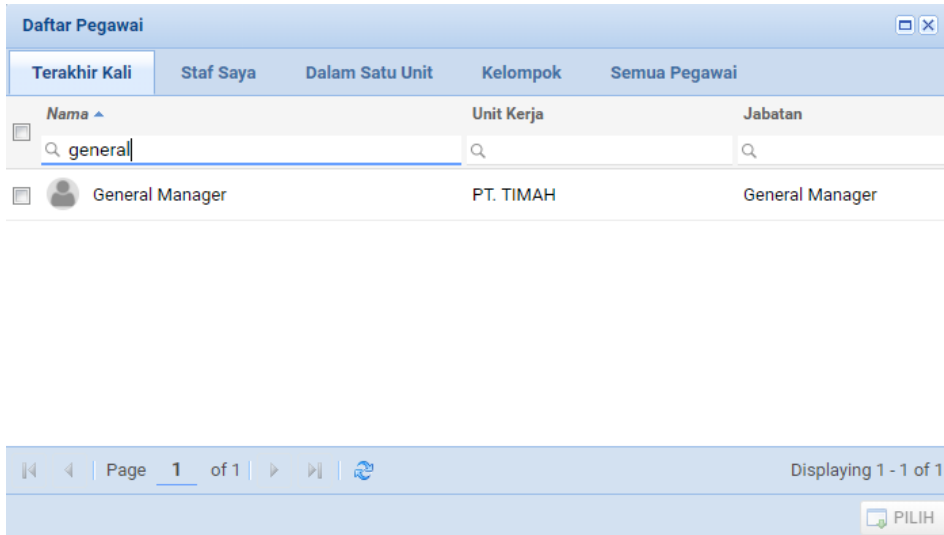 Daftar Pegawai
Terakhir Kali Staf Saya Dalam Satu Unit Kelompok Semua Pegawai
Nama Unit Kerja Jabatan
general
General Manager PT. TIMAH General Manager
Page 1 of 1 Displaying 1 - 1 of 1
PILIH